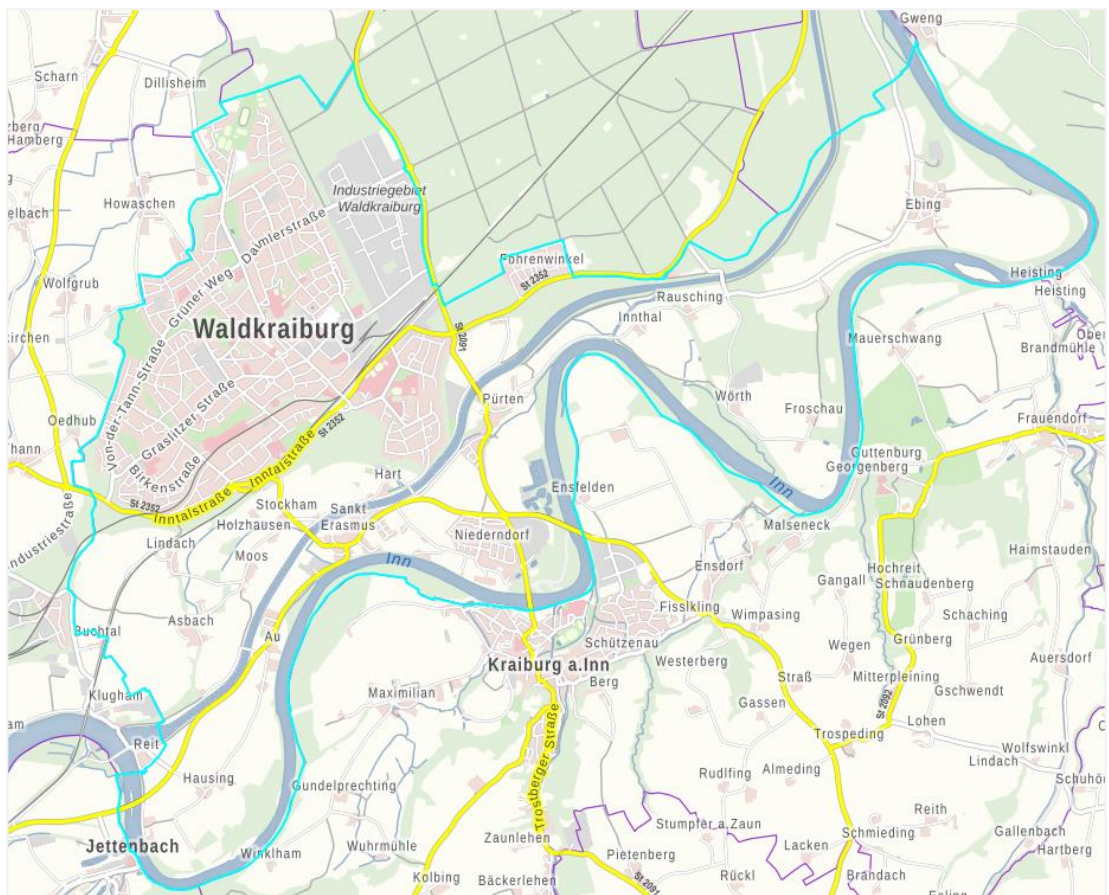 Gweng
Scharn
Dillisheim
Hamberg
Industriegebiet
Waldkraiburg
Howaschen
Ebing
Daimlerstraße
Grüner Weg
Föhrenwinkel
St 2352
Wolfgrub
Heisting
Heisting
Rausching
Innthal
Waldkraiburg
St 2091
Mauerschwang
Brandmühle
Von-der-Tann-Straße
Graslitzer Straße
Pürten
Wörth
Froschau
Oedhub
Frauendorf
St 2352
Birkenstraße
Inntalstraße
Guttenburg
Georgenberg
Hart
Ensfelden
Inn
St 2352
Inntalstraße
Stockham
Holzhausen
Sankt
Erasmus
Malseneck
Lindach
Niederndorf
Moos
Inn
Haimstauden
Ensdorf
Hochreit
Gangall
Schnaudenberg
Fisslkling
Wimpasing
Schaching
Asbach
Buchtal
Au
Schützenau
Wegen
Grünberg
Kraiburg a.Inn
Westerberg
Auersdorf
Straß
Mitterpleining
Berg
Klugham
Maximilian
Gschwendt
Gassen
St 2092
Lohen
Reit
Trospeding
Wolfswinkl
Lindach
Trostberger Straße
Hausing
Gundelprechting
Rudlfing
Almeding
Reith
Stumpfer a.Zaun
Schmieding
Gallenbach
Jettenbach
Winklham
Wuhrmühle
Zaunlehen
Lacken
Hartberg
Pietenberg
Kolbing
Bäckerlehen
St 2091
Rückl
Brandach